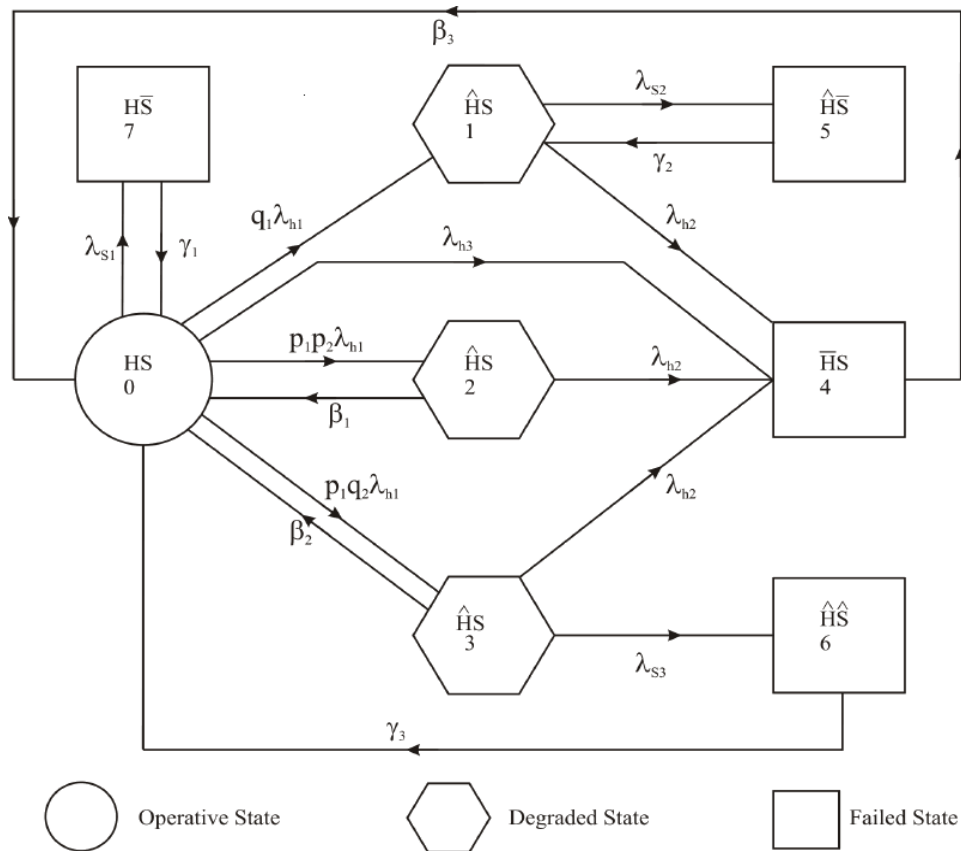 β₃
HS̅
7
ĤS
1
λS2
γ₂
ĤS̅
5
λS1
γ₁
q₁λh1
λh3
λh2
HS
0
p₁p₂λh1
β₁
ĤS
2
λh2
H̅S
4
p₁q₂λh1
β₂
ĤS
3
λh2
λS3
ĤŜ
6
γ₃
Operative State
Degraded State
Failed State